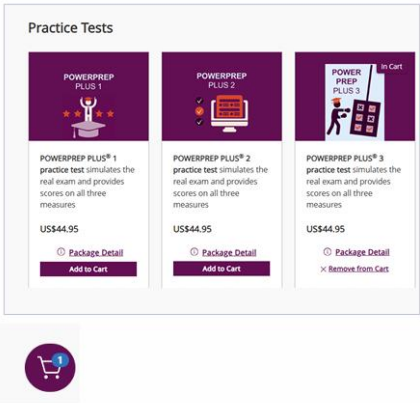 Practice Tests
POWERPREP
PLUS 1
POWERPREP PLUS® 1
practice test simulates the
real exam and provides
scores on all three
measures
US$44.95
Package Detail
Add to Cart
POWERPREP
PLUS 2
POWERPREP PLUS® 2
practice test simulates the
real exam and provides
scores on all three
measures
US$44.95
Package Detail
Add to Cart
In Cart
POWER
PREP
PLUS 3
POWERPREP PLUS® 3
practice test simulates the
real exam and provides
scores on all three
measures
US$44.95
Package Detail
× Remove from Cart
1